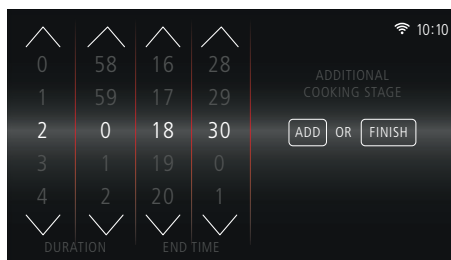 10:10
0 58 16 28
1 59 17 29
2 0 18 30
3 1 19 0
4 2 20 1
DURATION END TIME
ADDITIONAL
COOKING STAGE
ADD OR FINISH